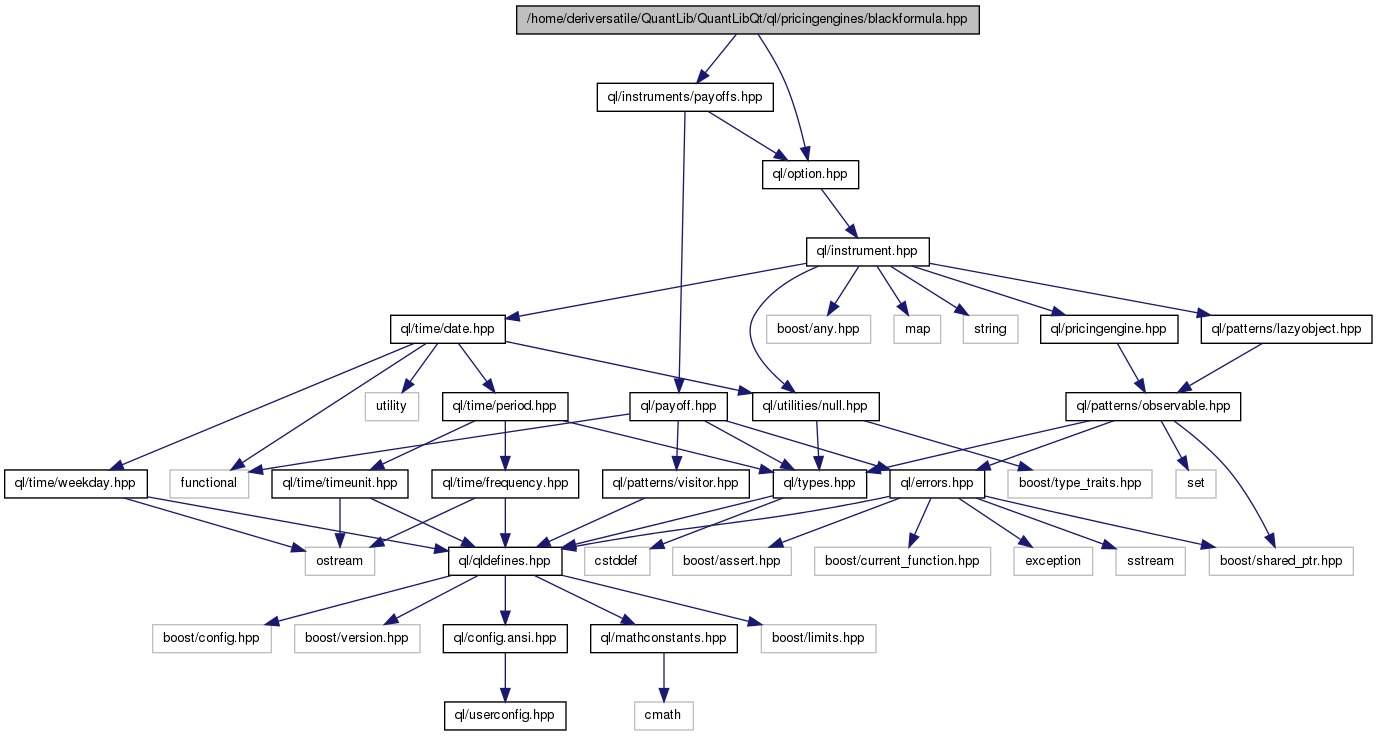 /home/deriversatile/QuantLib/QuantLibQt/ql/pricingengines/blackformula.hpp
ql/instruments/payoffs.hpp
ql/option.hpp
ql/instrument.hpp
ql/time/date.hpp
boost/any.hpp
map
string
ql/pricingengine.hpp
ql/patterns/lazyobject.hpp
utility
ql/time/period.hpp
ql/payoff.hpp
ql/utilities/null.hpp
ql/patterns/observable.hpp
ql/time/weekday.hpp
functional
ql/time/timeunit.hpp
ql/time/frequency.hpp
ql/patterns/visitor.hpp
ql/types.hpp
ql/errors.hpp
boost/type_traits.hpp
set
ostream
ql/qldefines.hpp
cstddef
boost/assert.hpp
boost/current_function.hpp
exception
sstream
boost/shared_ptr.hpp
boost/config.hpp
boost/version.hpp
ql/config.ansi.hpp
ql/mathconstants.hpp
boost/limits.hpp
ql/userconfig.hpp
cmath